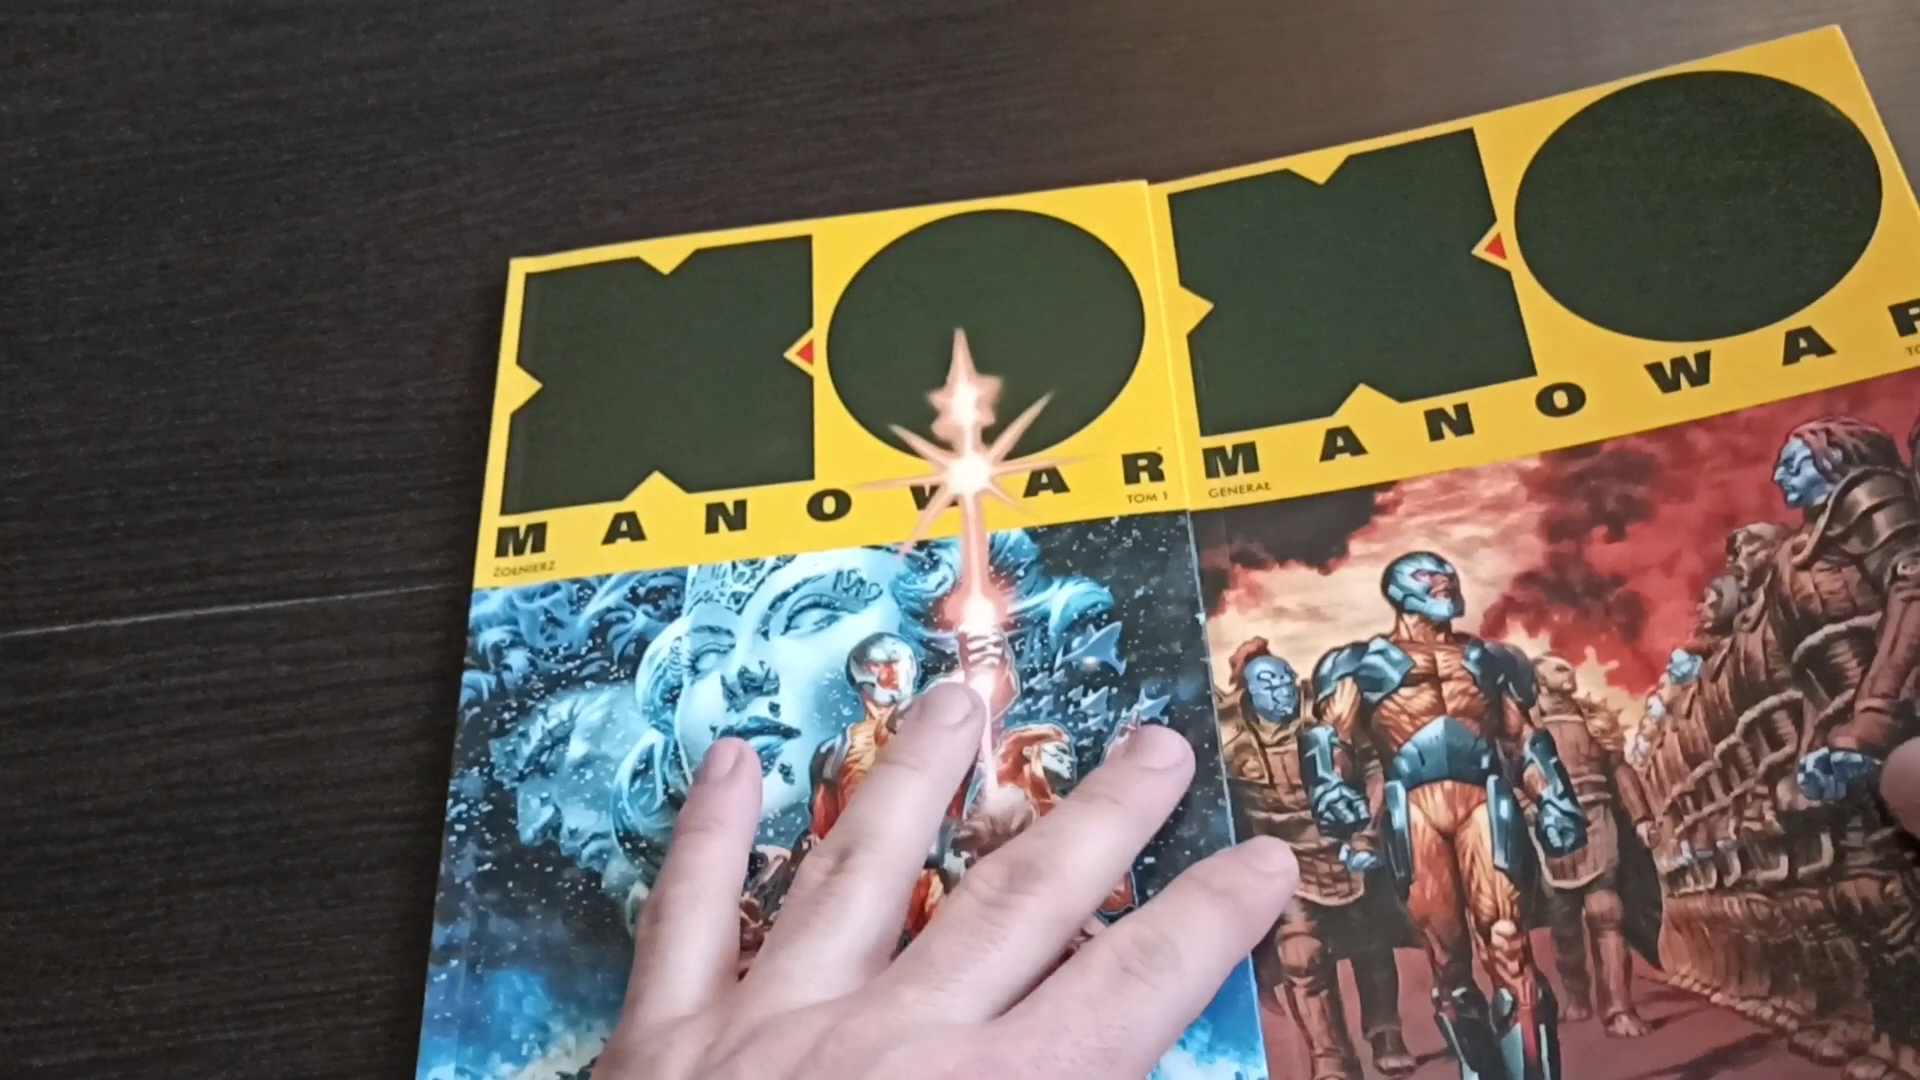 XO
MANOWAR
ŻOŁNIERZ
TOM 1
XO
MANOWAR
GENERAŁ